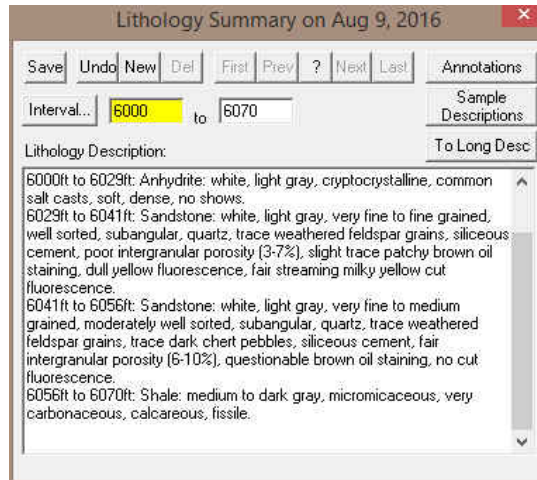 Lithology Summary on Aug 9, 2016
Save Undo New Del First Prev ? Next Last Annotations
Interval... 6000 to 6070 Sample Descriptions
Lithology Description: To Long Desc
6000ft to 6029ft: Anhydrite: white, light gray, cryptocrystalline, common
salt casts, soft, dense, no shows.
6029ft to 6041ft: Sandstone: white, light gray, very fine to fine grained,
well sorted, subangular, quartz, trace weathered feldspar grains, siliceous
cement, poor intergranular porosity (3-7%), slight trace patchy brown oil
staining, dull yellow fluorescence, fair streaming milky yellow cut
fluorescence.
6041ft to 6056ft: Sandstone: white, light gray, very fine to medium
grained, moderately well sorted, subangular, quartz, trace weathered
feldspar grains, trace dark chert pebbles, siliceous cement, fair
intergranular porosity (6-10%), questionable brown oil staining, no cut
fluorescence.
6056ft to 6070ft: Shale: medium to dark gray, micromicaceous, very
carbonaceous, calcareous, fissile.